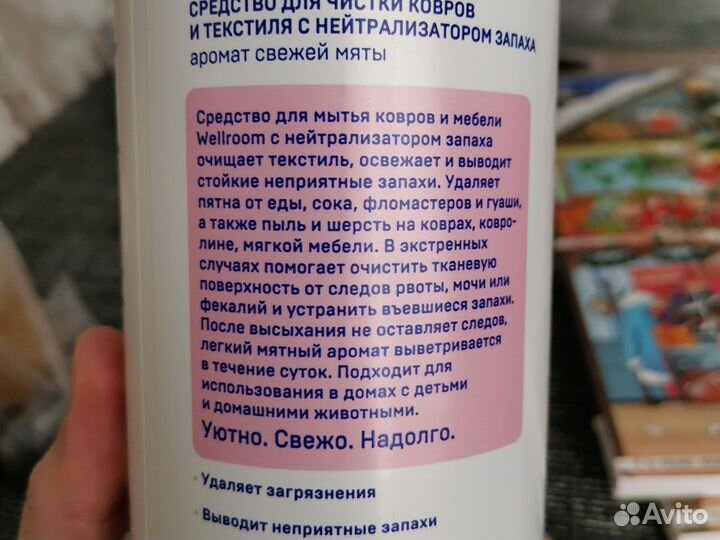 СРЕДСТВО ДЛЯ ЧИСТКИ КОВРОВ
И ТЕКСТИЛЯ С НЕЙТРАЛИЗАТОРОМ ЗАПАХА
аромат свежей мяты
Средство для мытья ковров и мебели
Wellroom с нейтрализатором запаха
очищает текстиль, освежает и выводит
стойкие неприятные запахи. Удаляет
пятна от еды, сока, фломастеров и гуаши,
а также пыль и шерсть на коврах, ковро-
лине, мягкой мебели. В экстренных
случаях помогает очистить тканевую
поверхность от следов рвоты, мочи или
фекалий и устранить въевшиеся запахи.
После высыхания не оставляет следов,
легкий мятный аромат выветривается
в течение суток. Подходит для
использования в домах с детьми
и домашними животными.
Уютно. Свежо. Надолго.
· Удаляет загрязнения
· Выводит неприятные запахи
Avito